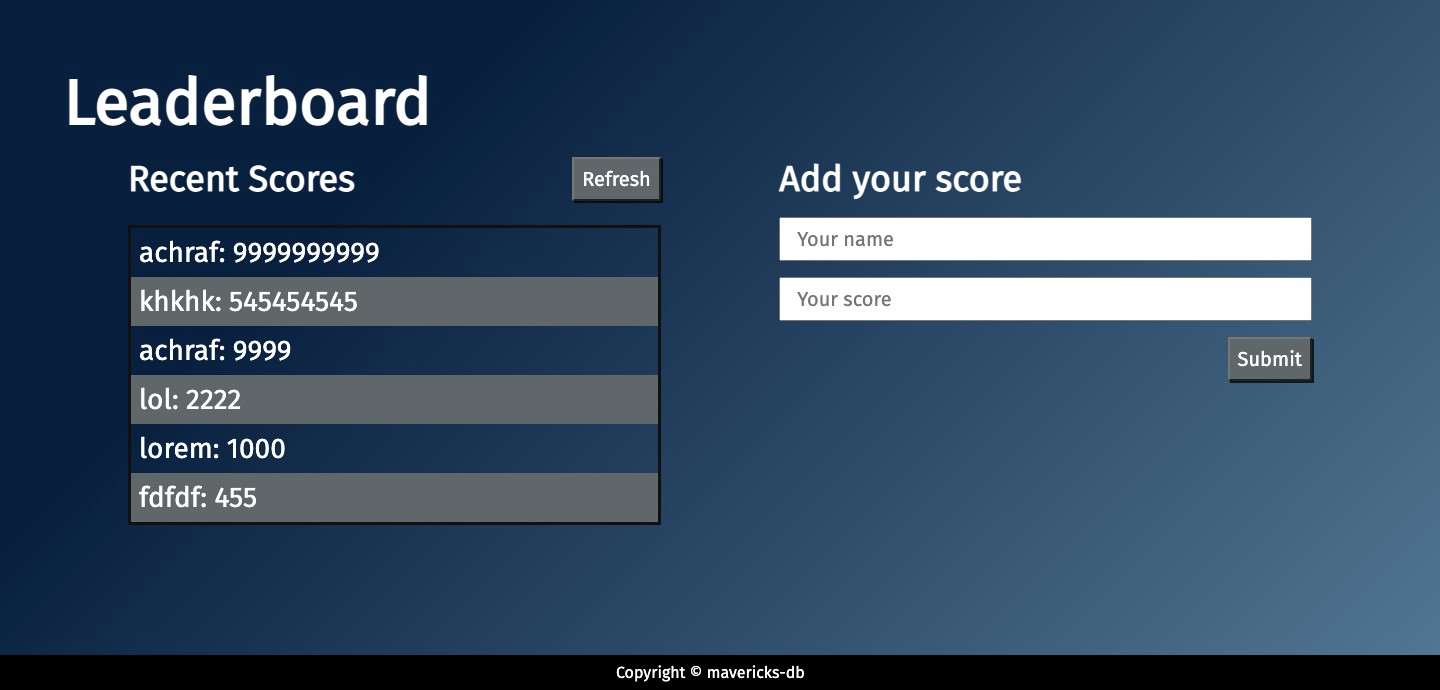 Leaderboard
Recent Scores
Refresh
achraf: 9999999999
khkhk: 545454545
achraf: 9999
lol: 2222
lorem: 1000
fdfdf: 455
Add your score
Your name
Your score
Submit
Copyright © mavericks-db